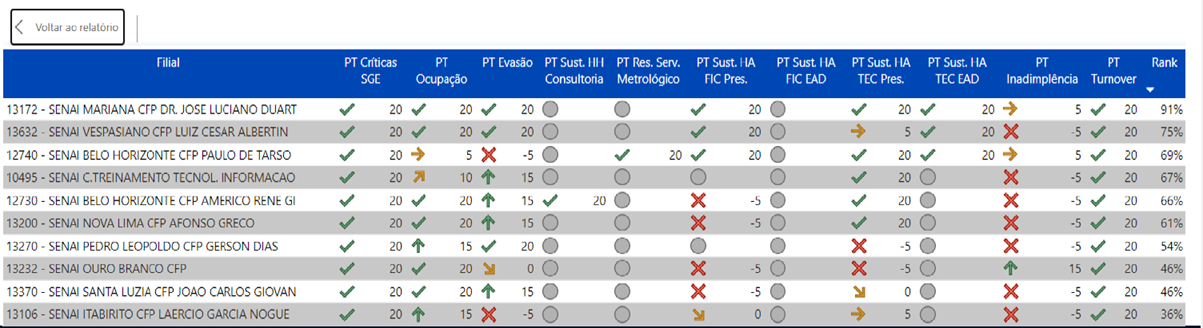 Voltar ao relatório
Filial PT Críticas SGE PT Ocupação PT Evasão PT Sust. HH Consultoria PT Res. Serv. Metrológico PT Sust. HA FIC Pres. PT Sust. HA FIC EAD PT Sust. HA TEC Pres. PT Sust. HA TEC EAD PT Inadimplência PT Turnover Rank
13172 - SENAI MARIANA CFP DR. JOSE LUCIANO DUART 20 20 20 20 20 20 5 20 91%
13632 - SENAI VESPASIANO CFP LUIZ CESAR ALBERTIN 20 20 20 20 5 20 -5 20 75%
12740 - SENAI BELO HORIZONTE CFP PAULO DE TARSO 20 5 -5 20 20 20 20 5 20 69%
10495 - SENAI C.TREINAMENTO TECNOL. INFORMACAO 20 10 15 20 -5 20 67%
12730 - SENAI BELO HORIZONTE CFP AMERICO RENE GI 20 20 15 20 -5 20 -5 20 66%
13200 - SENAI NOVA LIMA CFP AFONSO GRECO 20 20 15 -5 20 -5 20 61%
13270 - SENAI PEDRO LEOPOLDO CFP GERSON DIAS 20 15 20 -5 -5 20 54%
13232 - SENAI OURO BRANCO CFP 20 20 0 -5 -5 15 20 46%
13370 - SENAI SANTA LUZIA CFP JOAO CARLOS GIOVAN 20 20 15 -5 0 -5 20 46%
13106 - SENAI ITABIRITO CFP LAERCIO GARCIA NOGUE 20 15 -5 0 5 -5 20 36%